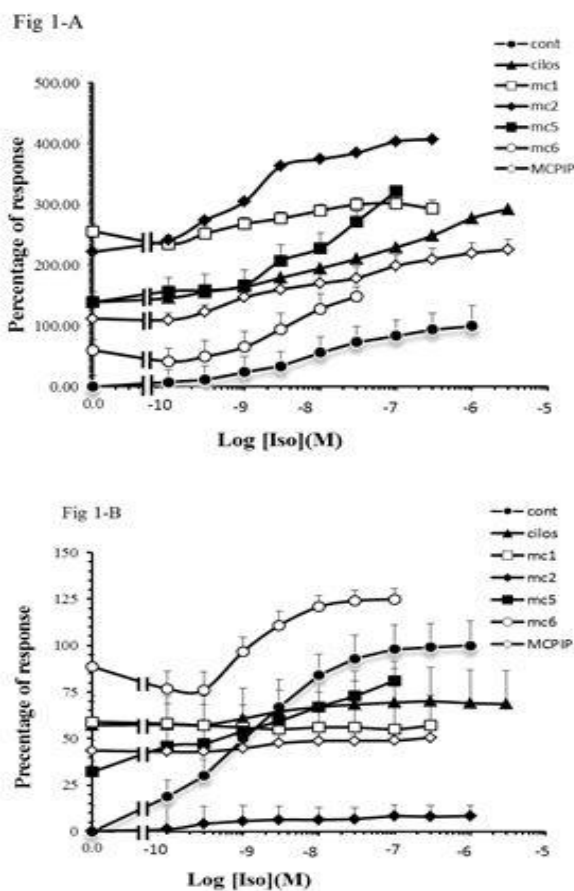 Fig 1-A
cont
cilos
mc1
mc2
mc5
mc6
MCPIP
500.00
400.00
300.00
200.00
100.00
0.00
Percentage of response
0.0 -10 -9 -8 -7 -6 -5
Log [Iso](M)
Fig 1-B
cont
cilos
mc1
mc2
mc5
mc6
MCPIP
150
125
100
75
50
25
0
Precentage of response
0.0 -10 -9 -8 -7 -6 -5
Log [Iso](M)